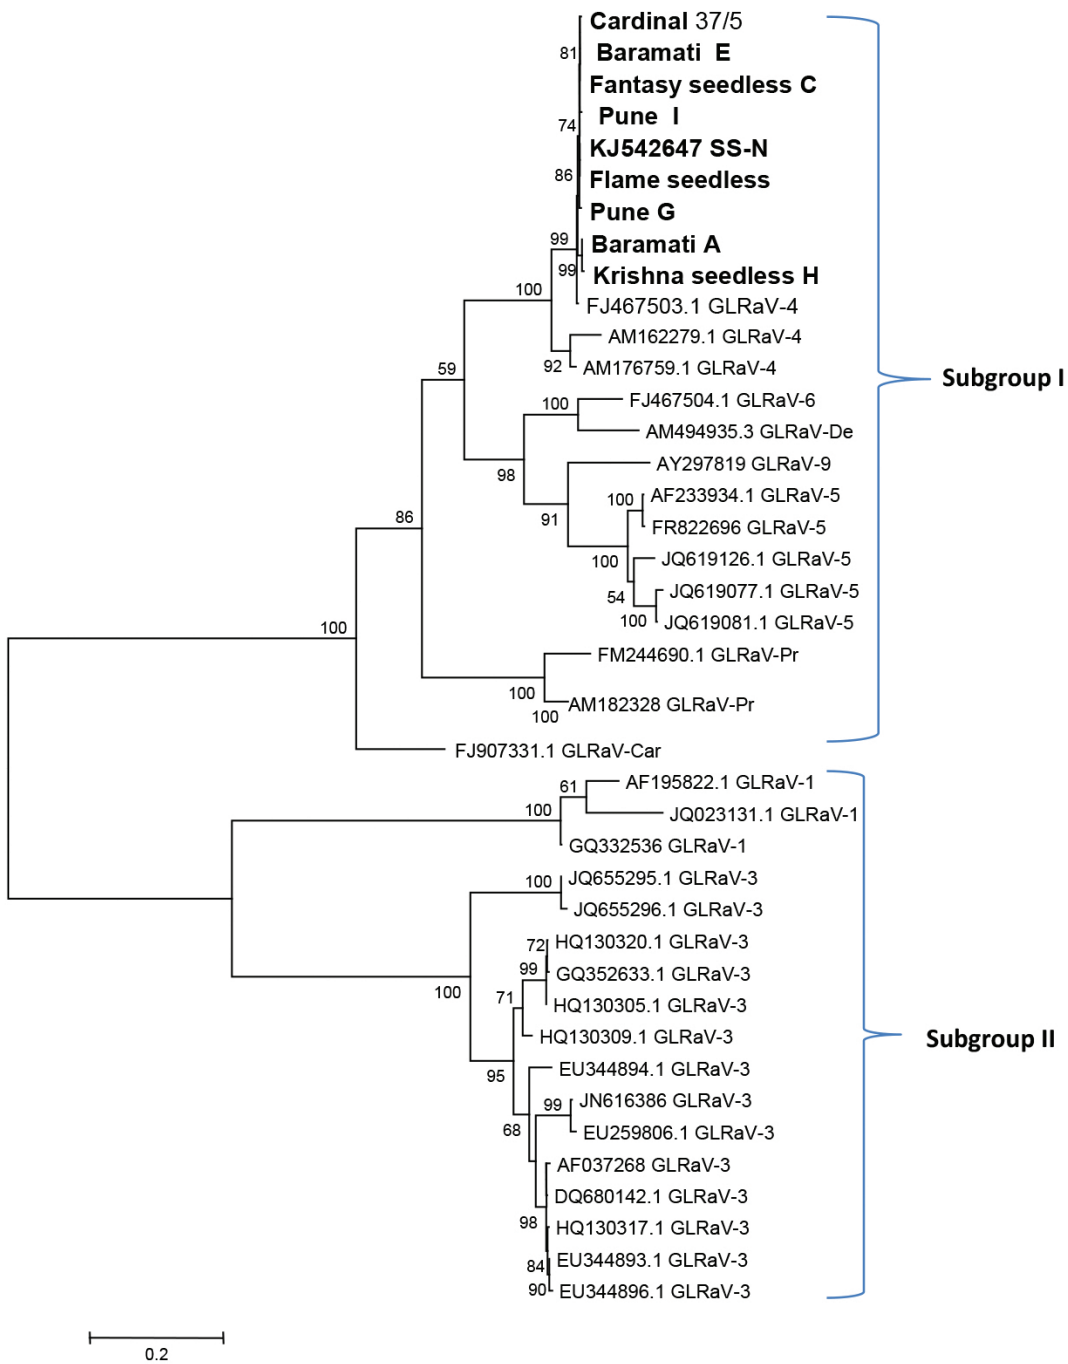 Cardinal 37/5
81
Baramati E
Fantasy seedless C
Pune I
74
KJ542647 SS-N
86
Flame seedless
Pune G
99
Baramati A
99
Krishna seedless H
100
FJ467503.1 GLRaV-4
AM162279.1 GLRaV-4
92
AM176759.1 GLRaV-4
59
Subgroup I
100
FJ467504.1 GLRaV-6
AM494935.3 GLRaV-De
98
AY297819 GLRaV-9
100
AF233934.1 GLRaV-5
91
86
FR822696 GLRaV-5
100
JQ619126.1 GLRaV-5
54
JQ619077.1 GLRaV-5
100
JQ619081.1 GLRaV-5
100
FM244690.1 GLRaV-Pr
100
AM182328 GLRaV-Pr
100
FJ907331.1 GLRaV-Car
61
AF195822.1 GLRaV-1
100
JQ023131.1 GLRaV-1
GQ332536 GLRaV-1
100
JQ655295.1 GLRaV-3
JQ655296.1 GLRaV-3
72
HQ130320.1 GLRaV-3
99
GQ352633.1 GLRaV-3
100
71
HQ130305.1 GLRaV-3
HQ130309.1 GLRaV-3
Subgroup II
95
EU344894.1 GLRaV-3
99
JN616386 GLRaV-3
68
EU259806.1 GLRaV-3
AF037268 GLRaV-3
DQ680142.1 GLRaV-3
98
HQ130317.1 GLRaV-3
84
EU344893.1 GLRaV-3
90
EU344896.1 GLRaV-3
0.2